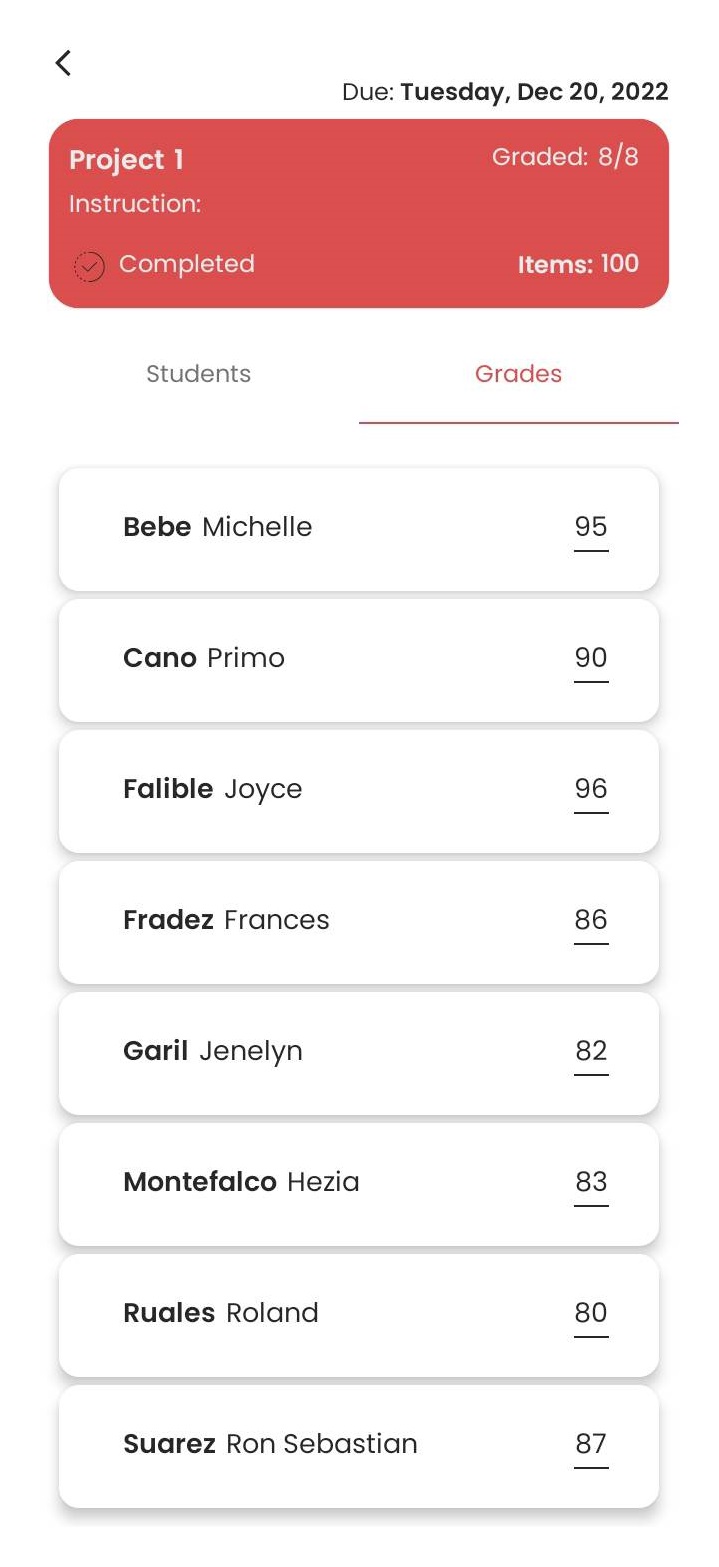 Due: Tuesday, Dec 20, 2022
Project 1 Graded: 8/8
Instruction:
Completed Items: 100
Students Grades
Bebe Michelle 95
Cano Primo 90
Falible Joyce 96
Fradez Frances 86
Garil Jenelyn 82
Montefalco Hezia 83
Ruales Roland 80
Suarez Ron Sebastian 87